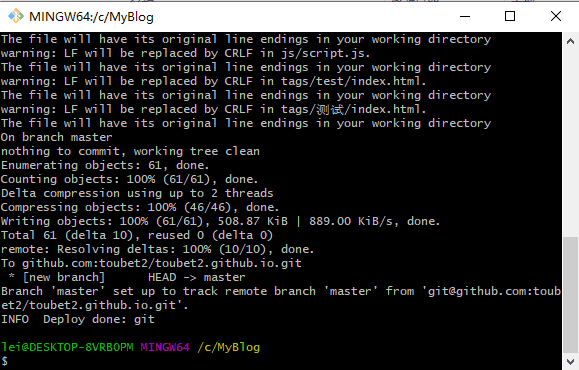 MINGW64:/c/MyBlog
The file will have its original line endings in your working directory
warning: LF will be replaced by CRLF in js/script.js.
The file will have its original line endings in your working directory
warning: LF will be replaced by CRLF in tags/test/index.html.
The file will have its original line endings in your working directory
warning: LF will be replaced by CRLF in tags/测试/index.html.
The file will have its original line endings in your working directory
On branch master
nothing to commit, working tree clean
Enumerating objects: 61, done.
Counting objects: 100% (61/61), done.
Delta compression using up to 2 threads
Compressing objects: 100% (46/46), done.
Writing objects: 100% (61/61), 508.87 KiB | 889.00 KiB/s, done.
Total 61 (delta 10), reused 0 (delta 0)
remote: Resolving deltas: 100% (10/10), done.
To github.com:toubet2/toubet2.github.io.git
 * [new branch]      HEAD -> master
Branch 'master' set up to track remote branch 'master' from 'git@github.com:toub
et2/toubet2.github.io.git'.
INFO  Deploy done: git
lei@DESKTOP-8VRBOPM MINGW64 /c/MyBlog
$